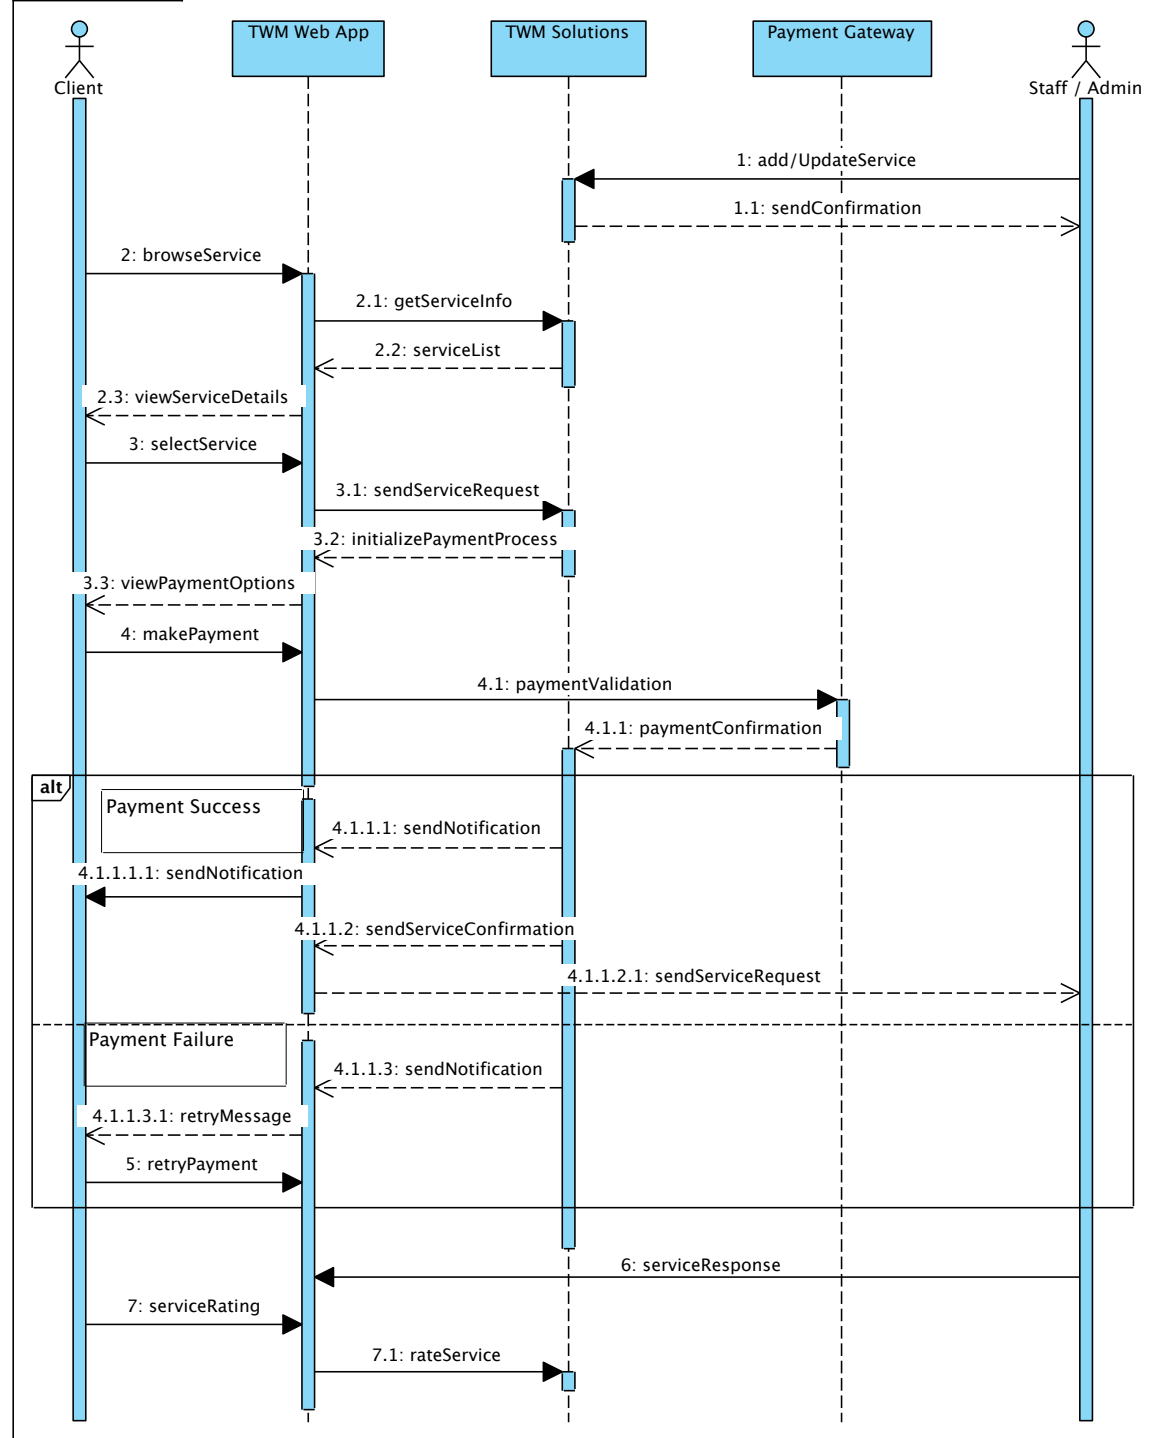 TWM Web App
TWM Solutions
Payment Gateway
Client
Staff / Admin
1: add/UpdateService
1.1: sendConfirmation
2: browseService
2.1: getServiceInfo
2.2: serviceList
2.3: viewServiceDetails
3: selectService
3.1: sendServiceRequest
3.2: initializePaymentProcess
3.3: viewPaymentOptions
4: makePayment
4.1: paymentValidation
4.1.1: paymentConfirmation
alt
Payment Success
4.1.1.1: sendNotification
4.1.1.1.1: sendNotification
4.1.1.2: sendServiceConfirmation
4.1.1.2.1: sendServiceRequest
Payment Failure
4.1.1.3: sendNotification
4.1.1.3.1: retryMessage
5: retryPayment
6: serviceResponse
7: serviceRating
7.1: rateService